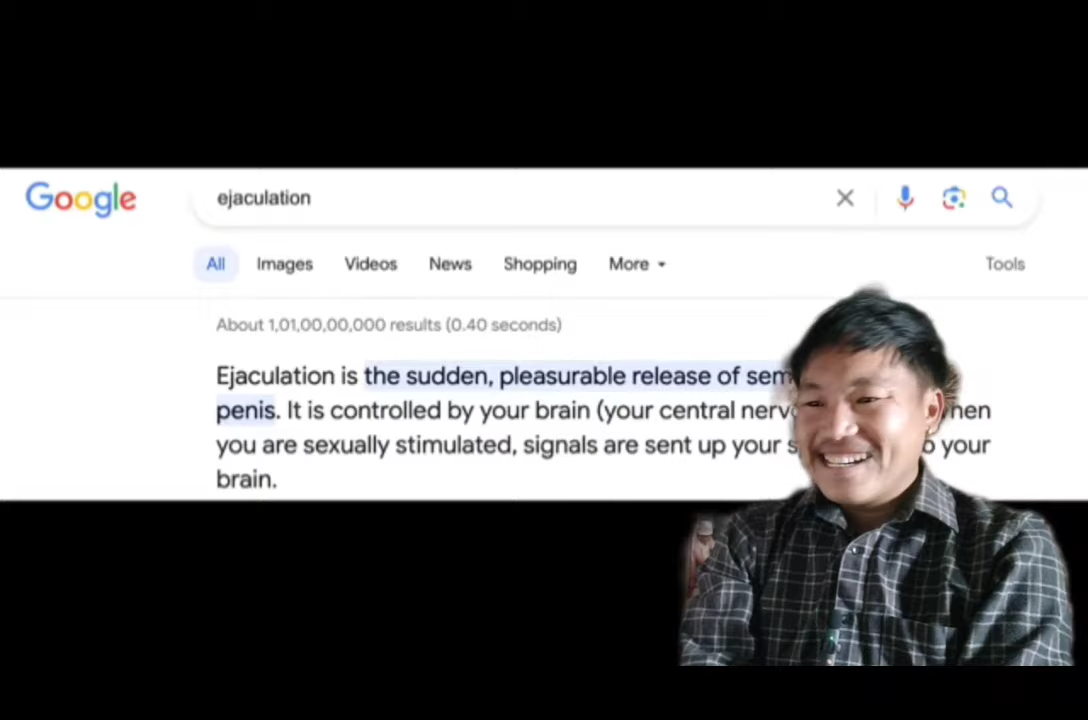 Google
ejaculation
All Images Videos News Shopping More Tools
About 1,01,00,00,000 results (0.40 seconds)
Ejaculation is the sudden, pleasurable release of
penis. It is controlled by your brain (your central
you are sexually stimulated, signals are sent up your your
brain.